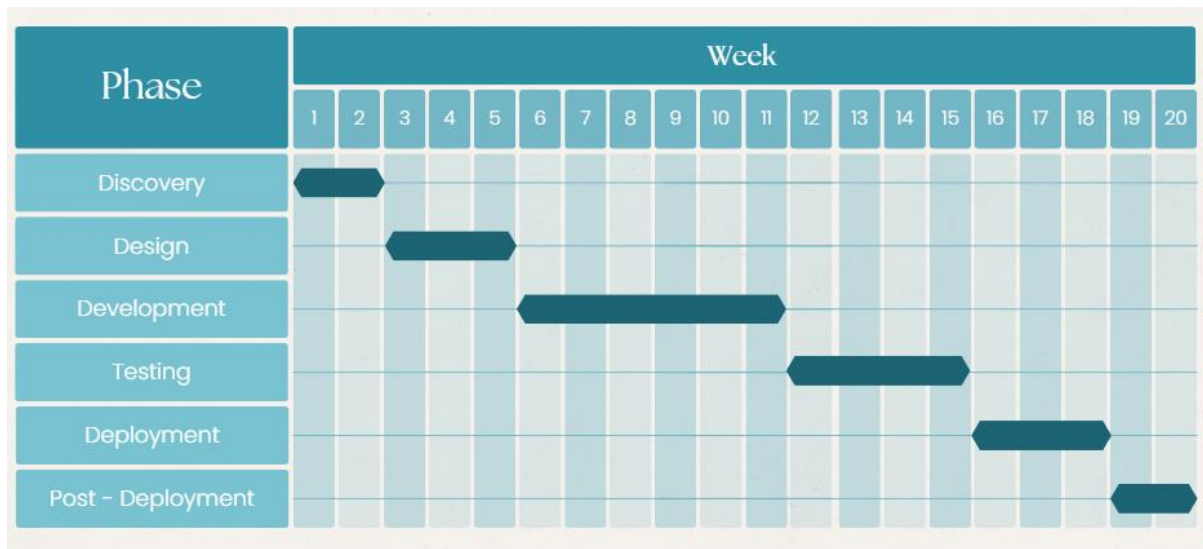 Phase
Week
1 2 3 4 5 6 7 8 9 10 11 12 13 14 15 16 17 18 19 20
Discovery
Design
Development
Testing
Deployment
Post - Deployment